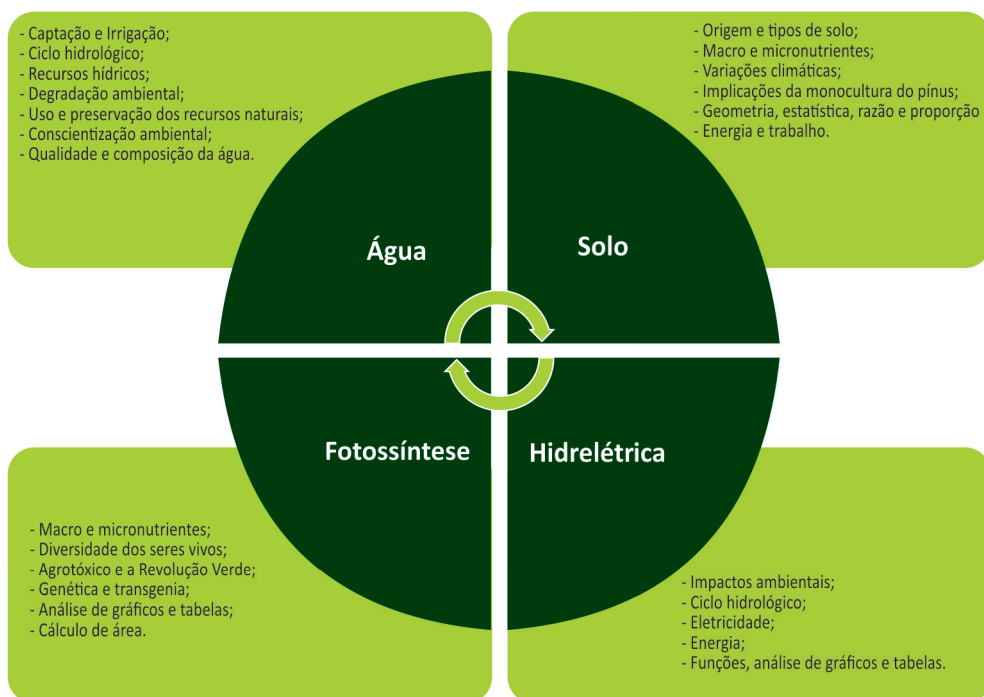 - Captação e Irrigação;
- Ciclo hidrológico;
- Recursos hídricos;
- Degradação ambiental;
- Uso e preservação dos recursos naturais;
- Conscientização ambiental;
- Qualidade e composição da água.
- Origem e tipos de solo;
- Macro e micronutrientes;
- Variações climáticas;
- Implicações da monocultura do pínus;
- Geometria, estatística, razão e proporção
- Energia e trabalho.
Água
Solo
Fotossíntese
Hidrelétrica
- Macro e micronutrientes;
- Diversidade dos seres vivos;
- Agrotóxico e a Revolução Verde;
- Genética e transgenia;
- Análise de gráficos e tabelas;
- Cálculo de área.
- Impactos ambientais;
- Ciclo hidrológico;
- Eletricidade;
- Energia;
- Funções, análise de gráficos e tabelas.